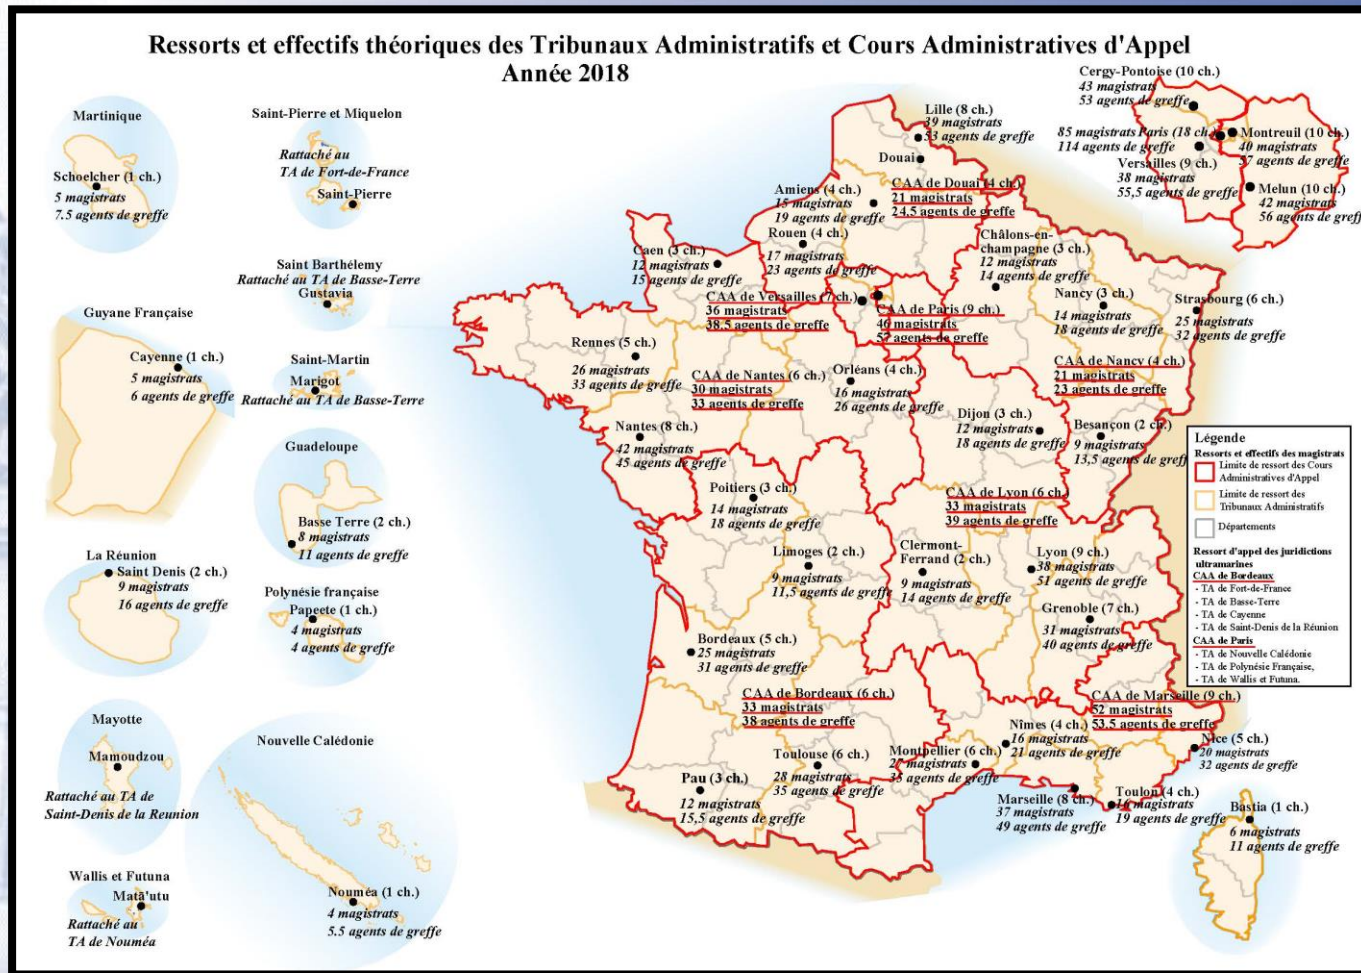 Ressorts et effectifs théoriques des Tribunaux Administratifs et Cours Administratives d'Appel
Année 2018
Martinique
Schoelcher (1 ch.)
5 magistrats
7.5 agents de greffe
Saint-Pierre et Miquelon
Rattaché au
TA de Fort-de-France
Saint-Pierre
Saint Barthélemy
Rattaché au TA de Basse-Terre
Gustavia
Guyane Française
Cayenne (1 ch.)
5 magistrats
6 agents de greffe
Saint-Martin
Marigot
Rattaché au TA de Basse-Terre
Guadeloupe
Basse Terre (2 ch.)
8 magistrats
11 agents de greffe
La Réunion
Saint Denis (2 ch.)
9 magistrats
16 agents de greffe
Polynésie française
Papeete (1 ch.)
4 magistrats
4 agents de greffe
Mayotte
Mamoudzou
Rattaché au TA de
Saint-Denis de la Reunion
Nouvelle Calédonie
Nouméa (1 ch.)
4 magistrats
5.5 agents de greffe
Wallis et Futuna
Matā'utu
Rattaché au
TA de Nouméa
Cergy-Pontoise (10 ch.)
43 magistrats
53 agents de greffe
85 magistrats Paris (18 ch.)
114 agents de greffe
Montreuil (10 ch.)
40 magistrats
57 agents de greffe
Versailles (9 ch.)
38 magistrats
55,5 agents de greffe
Melun (10 ch.)
42 magistrats
56 agents de greffe
Lille (8 ch.)
39 magistrats
53 agents de greffe
Douai
CAA de Douai (4 ch.)
21 magistrats
24.5 agents de greffe
Amiens (4 ch.)
15 magistrats
19 agents de greffe
Rouen (4 ch.)
17 magistrats
23 agents de greffe
Caen (3 ch.)
12 magistrats
15 agents de greffe
Châlons-en-
champagne (3 ch.)
12 magistrats
14 agents de greffe
Nancy (3 ch.)
14 magistrats
18 agents de greffe
Strasbourg (6 ch.)
25 magistrats
32 agents de greffe
CAA de Versailles (7 ch.)
36 magistrats
38.5 agents de greffe
CAA de Paris (9 ch.)
46 magistrats
57 agents de greffe
Rennes (5 ch.)
26 magistrats
33 agents de greffe
CAA de Nantes (6 ch.)
30 magistrats
33 agents de greffe
Orléans (4 ch.)
16 magistrats
26 agents de greffe
CAA de Nancy (4 ch.)
21 magistrats
23 agents de greffe
Nantes (8 ch.)
42 magistrats
45 agents de greffe
Dijon (3 ch.)
12 magistrats
18 agents de greffe
Besançon (2 ch.)
9 magistrats
13,5 agents de greffe
Poitiers (3 ch.)
14 magistrats
18 agents de greffe
CAA de Lyon (6 ch.)
33 magistrats
39 agents de greffe
Limoges (2 ch.)
9 magistrats
11,5 agents de greffe
Clermont-
Ferrand (2 ch.)
9 magistrats
14 agents de greffe
Lyon (9 ch.)
38 magistrats
51 agents de greffe
Grenoble (7 ch.)
31 magistrats
40 agents de greffe
Bordeaux (5 ch.)
25 magistrats
31 agents de greffe
CAA de Bordeaux (6 ch.)
33 magistrats
38 agents de greffe
CAA de Marseille (9 ch.)
52 magistrats
53.5 agents de greffe
Nîmes (4 ch.)
16 magistrats
21 agents de greffe
Nice (5 ch.)
20 magistrats
32 agents de greffe
Toulouse (6 ch.)
28 magistrats
35 agents de greffe
Montpellier (6 ch.)
27 magistrats
35 agents de greffe
Pau (3 ch.)
12 magistrats
15,5 agents de greffe
Marseille (8 ch.)
37 magistrats
49 agents de greffe
Toulon (4 ch.)
16 magistrats
19 agents de greffe
Bastia (1 ch.)
6 magistrats
11 agents de greffe
Légende
Ressorts et effectifs des magistrats
Limite de ressort des Cours
Administratives d'Appel
Limite de ressort des
Tribunaux Administratifs
Départements
Ressort d'appel des juridictions
ultramarines
CAA de Bordeaux
- TA de Fort-de-France
- TA de Basse-Terre
- TA de Cayenne
- TA de Saint-Denis de la Réunion
CAA de Paris
- TA de Nouvelle Calédonie
- TA de Polynésie Française,
- TA de Wallis et Futuna.